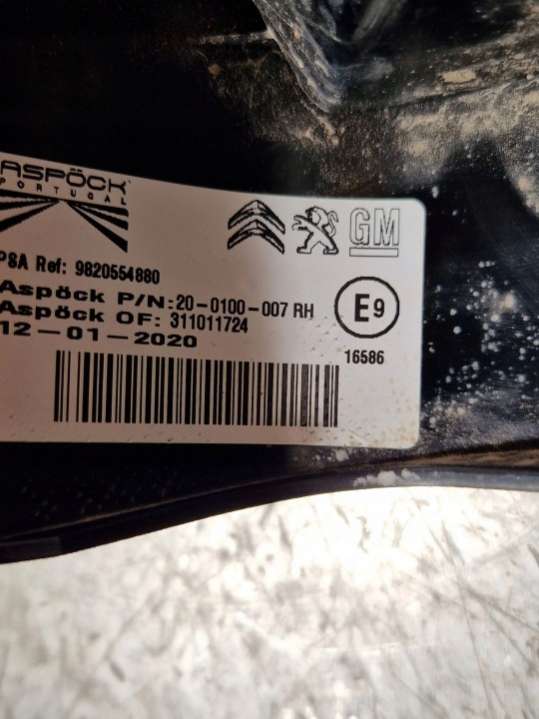 ASPÖCK
PORTUGAL
GM
PSA Ref: 9820554880
Aspöck P/N:20-0100-007 RH
Aspöck OF: 311011724
12-01-2020
E9
16586